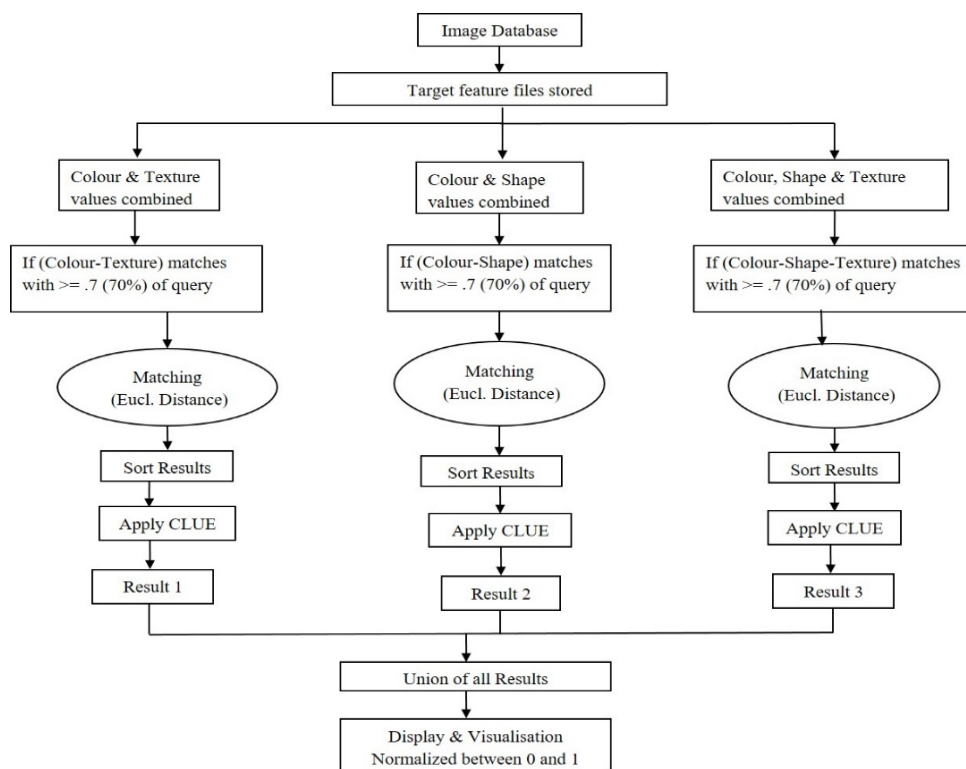 Image Database
Target feature files stored
Colour & Texture
values combined
Colour & Shape
values combined
Colour, Shape & Texture
values combined
If (Colour-Texture) matches
with >= .7 (70%) of query
If (Colour-Shape) matches
with >= .7 (70%) of query
If (Colour-Shape-Texture) matches
with >= .7 (70%) of query
Matching
(Eucl. Distance)
Matching
(Eucl. Distance)
Matching
(Eucl. Distance)
Sort Results
Sort Results
Sort Results
Apply CLUE
Apply CLUE
Apply CLUE
Result 1
Result 2
Result 3
Union of all Results
Display & Visualisation
Normalized between 0 and 1